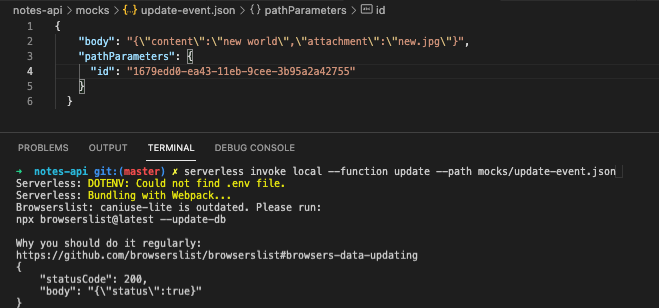 notes-api > mocks > {..} update-event.json > {} pathParameters > abc id
1 {
2 "body": "{\"content\":\"new world\",\"attachment\":\"new.jpg\"}",
3 "pathParameters": {
4 "id": "1679edd0-ea43-11eb-9cee-3b95a2a42755"
5 }
6 }
PROBLEMS OUTPUT TERMINAL DEBUG CONSOLE
→ notes-api git:(master) ✗ serverless invoke local --function update --path mocks/update-event.json
Serverless: DOTENV: Could not find .env file.
Serverless: Bundling with Webpack...
Browserslist: caniuse-lite is outdated. Please run:
npx browserslist@latest --update-db
Why you should do it regularly:
https://github.com/browserslist/browserslist#browsers-data-updating
{
"statusCode": 200,
"body": "{\"status\":true}"
}